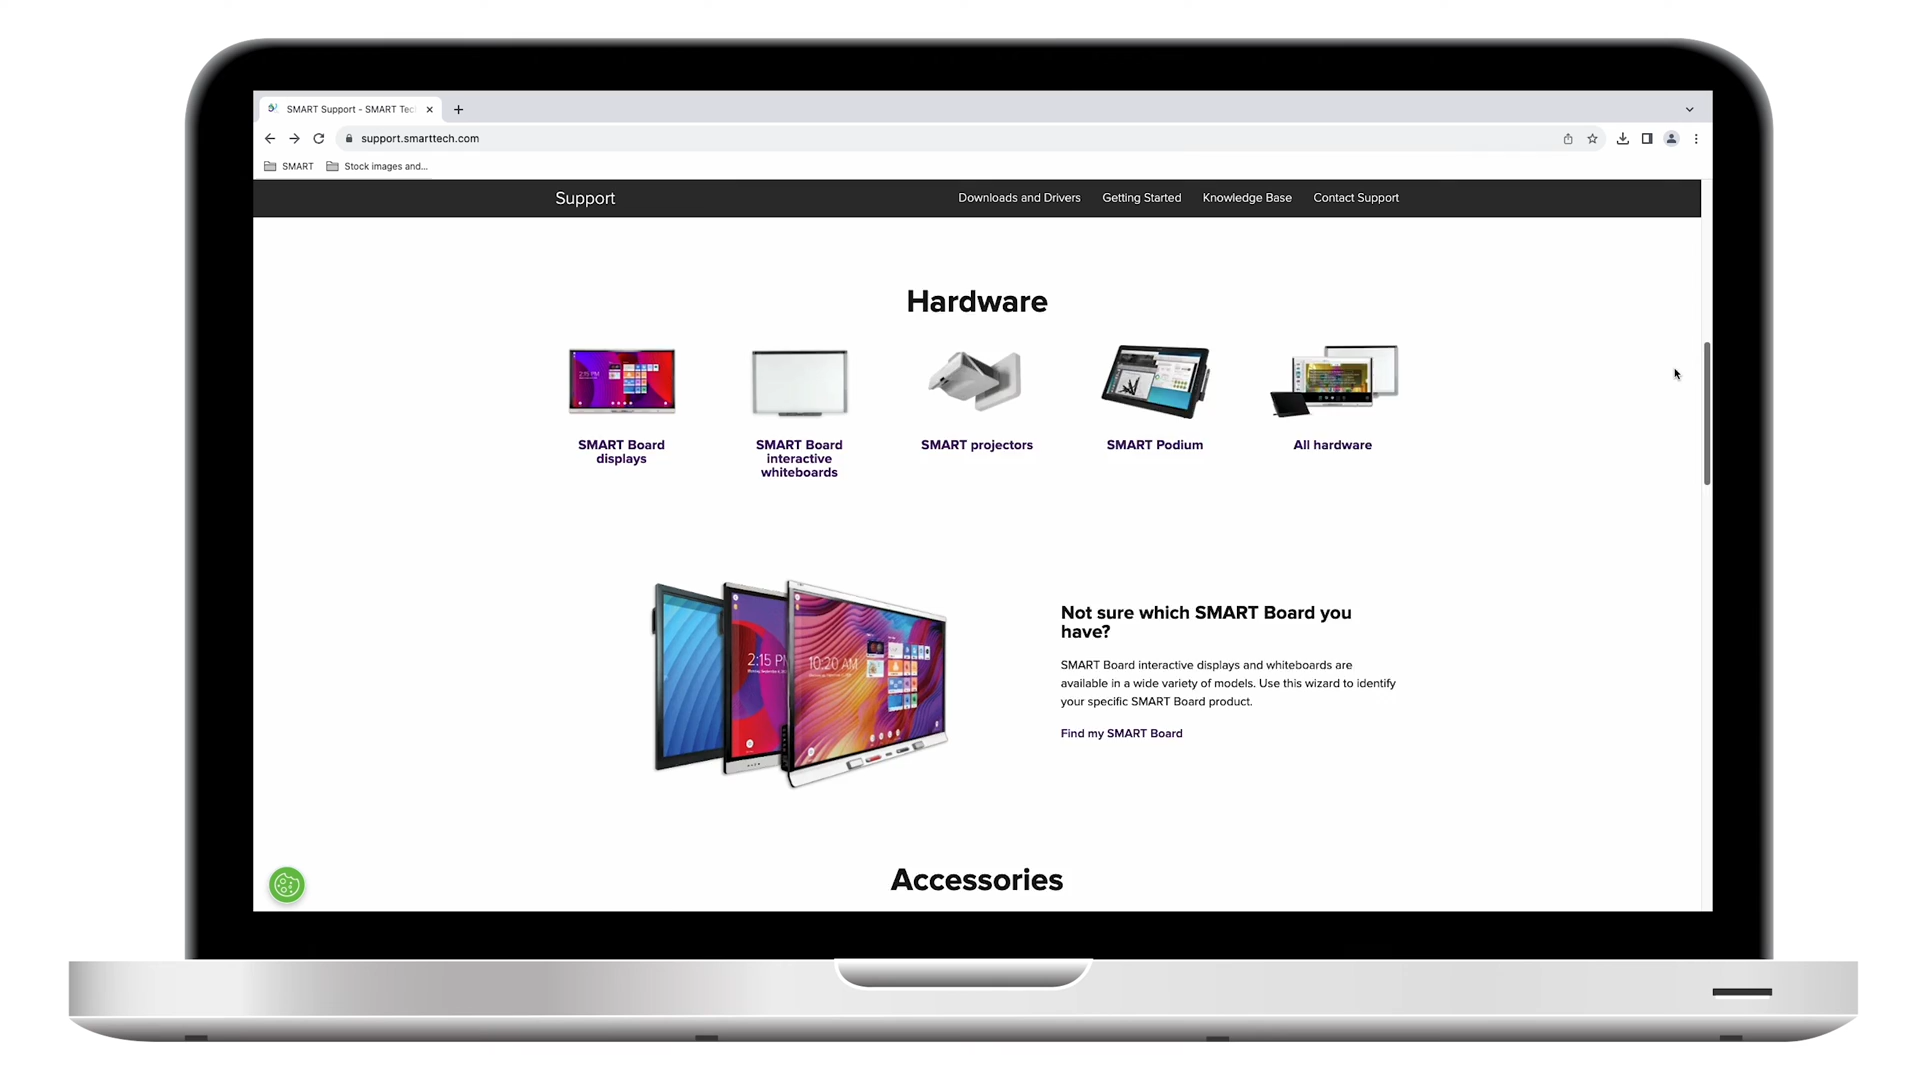 SMART Support - SMART Tec
support.smarttech.com
SMART
Stock images and...
Support
Downloads and Drivers
Getting Started
Knowledge Base
Contact Support
Hardware
2:15 PM
SMART Board
displays
SMART Board
interactive
whiteboards
SMART projectors
SMART Podium
All hardware
2:15 P
10:20 AM
Not sure which SMART Board you
have?
SMART Board interactive displays and whiteboards are
available in a wide variety of models. Use this wizard to identify
your specific SMART Board product.
Find my SMART Board
Accessories